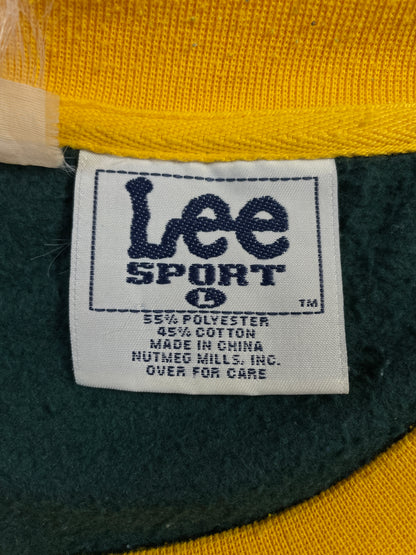 Lee
SPORT
L
TM
55% POLYESTER
45% COTTON
MADE IN CHINA
NUTMEG MILLS, INC.
OVER FOR CARE